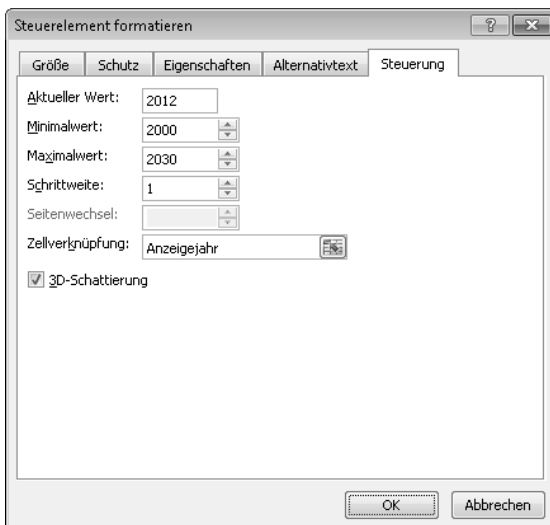 Steuerelement formatieren
Größe Schutz Eigenschaften Alternativtext Steuerung
Aktueller Wert: 2012
Minimalwert: 2000
Maximalwert: 2030
Schrittweite: 1
Seitenwechsel:
Zellverknüpfung: Anzeigejahr
3D-Schattierung
OK Abbrechen